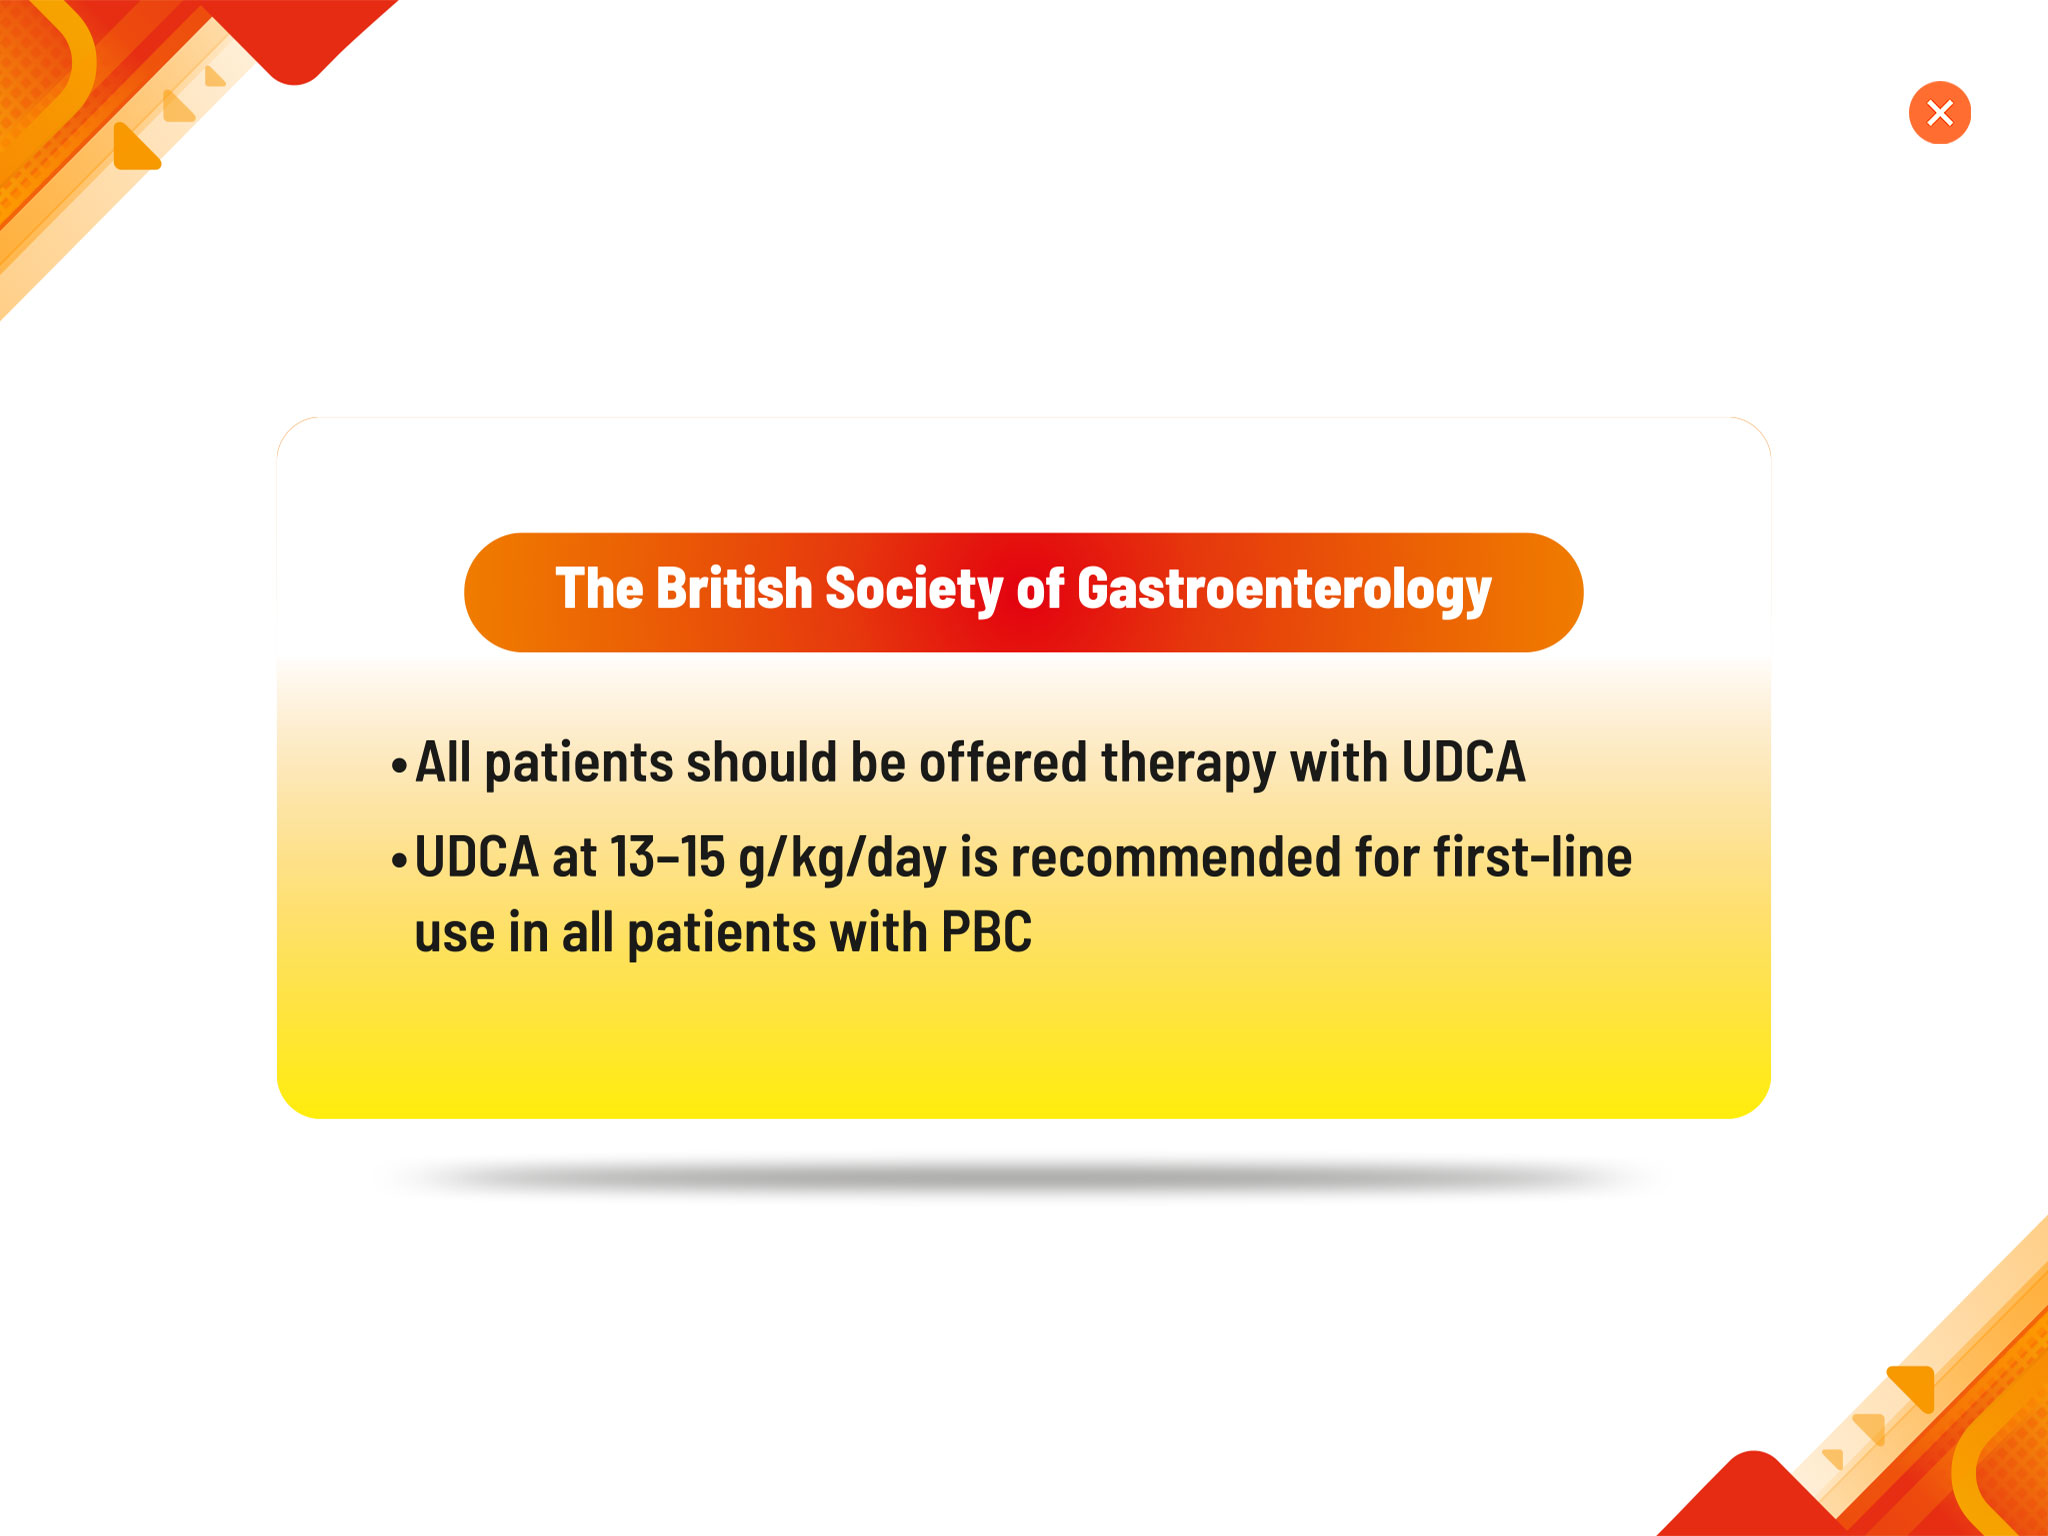 The British Society of Gastroenterology
•All patients should be offered therapy with UDCA
•UDCA at 13–15 g/kg/day is recommended for first-line
use in all patients with PBC